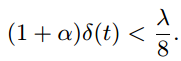 (1 + α)δ(t) < λ/8.